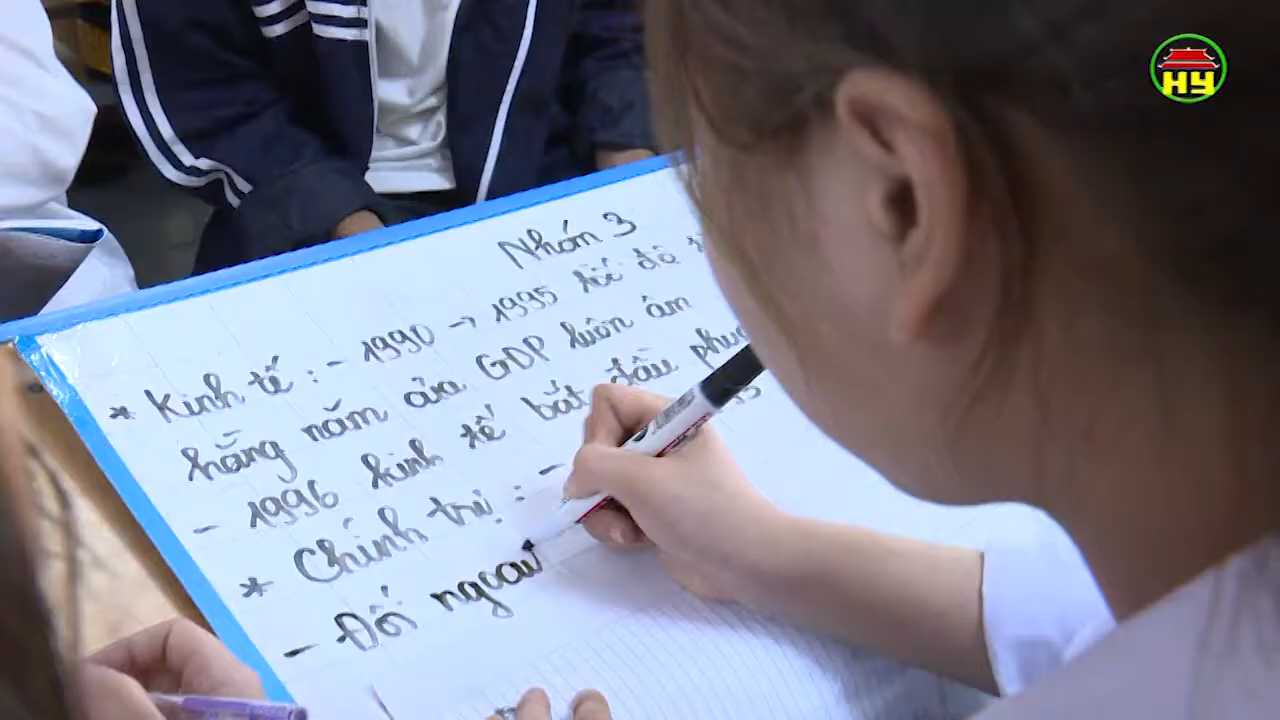 HY
Nhóm 3
* Kinh tế : - 1990 → 1995 tốc độ
hằng năm của GDP luôn âm
- 1996 kinh tế bắt đầu
* Chính trị : -
- Đối ngoại